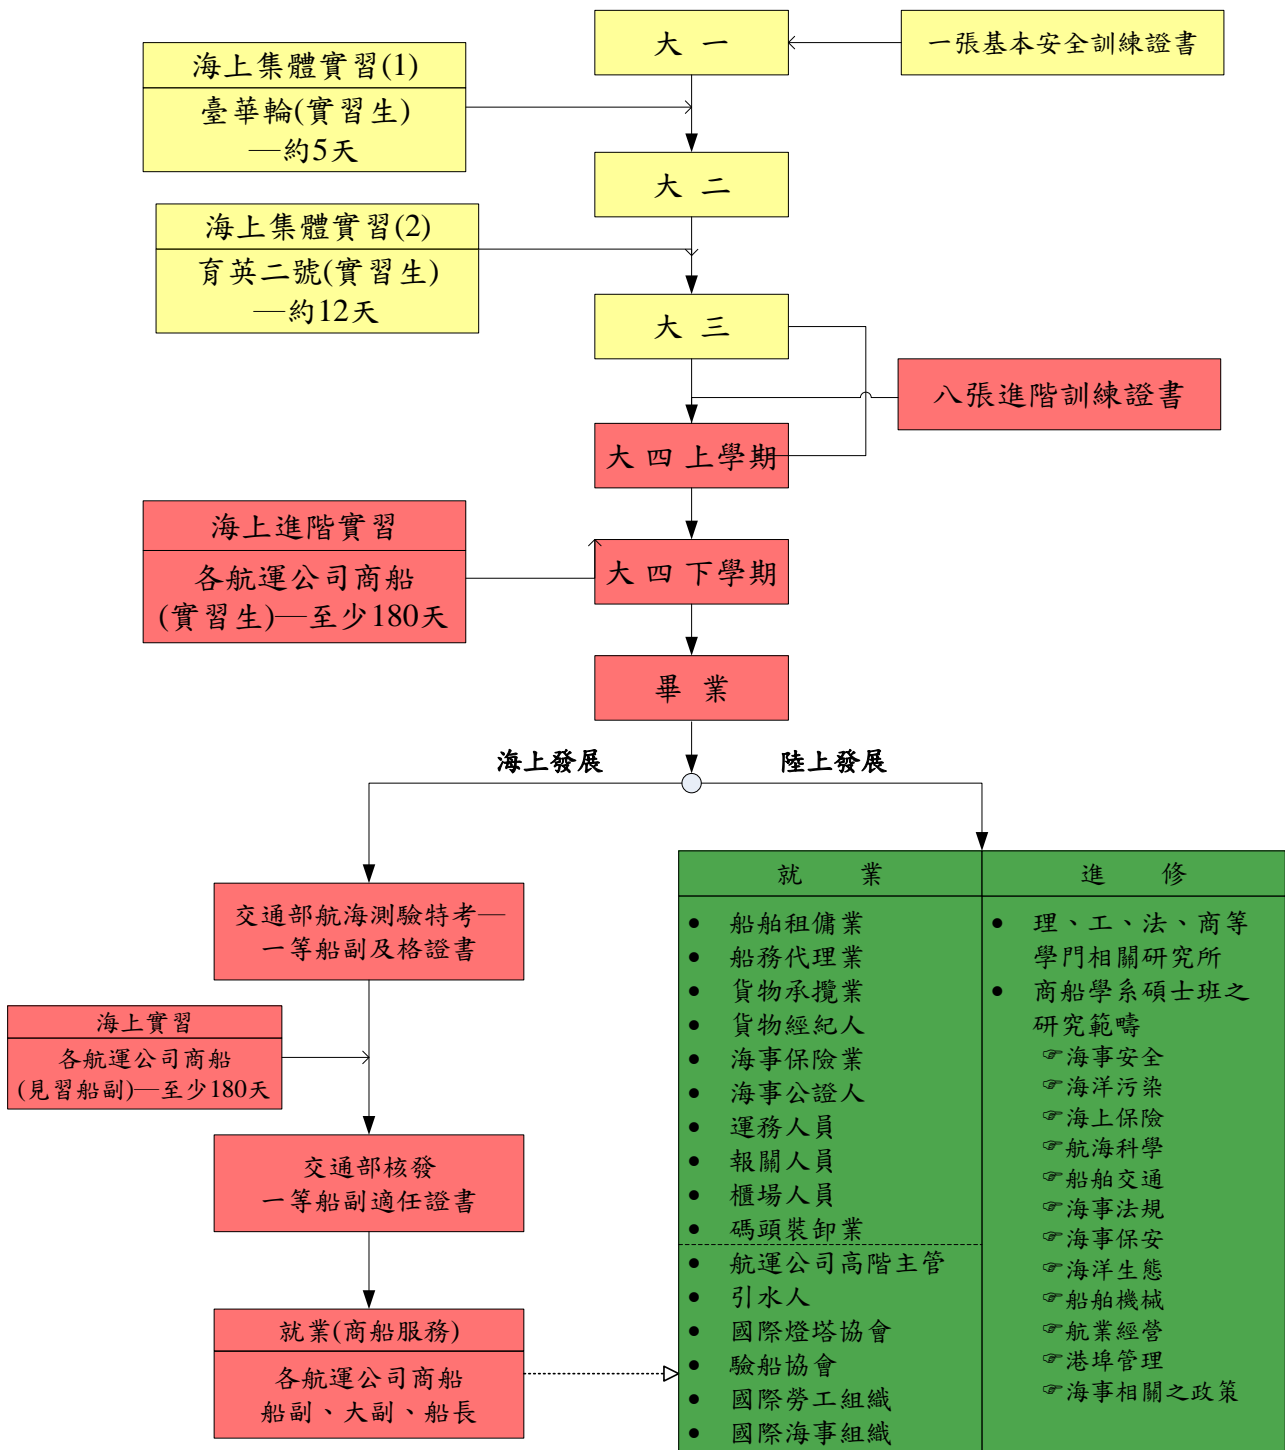 大 一
一張基本安全訓練證書
海上集體實習(1)
臺華輪(實習生)
—約5天
大 二
海上集體實習(2)
育英二號(實習生)
—約12天
大 三
八張進階訓練證書
大 四 上學期
海上進階實習
各航運公司商船
(實習生)—至少180天
大 四 下學期
畢 業
海上發展
陸上發展
交通部航海測驗特考—
一等船副及格證書
海上實習
各航運公司商船
(見習船副)—至少180天
交通部核發
一等船副適任證書
就業(商船服務)
各航運公司商船
船副、大副、船長
就 業
● 船舶租傭業
● 船務代理業
● 貨物承攬業
● 貨物經紀人
● 海事保險業
● 海事公證人
● 運務人員
● 報關人員
● 櫃場人員
● 碼頭裝卸業
● 航運公司高階主管
● 引水人
● 國際燈塔協會
● 驗船協會
● 國際勞工組織
● 國際海事組織
進 修
● 理、工、法、商等
學門相關研究所
● 商船學系碩士班之
研究範疇
☞海事安全
☞海洋污染
☞海上保險
☞航海科學
☞船舶交通
☞海事法規
☞海事保安
☞海洋生態
☞船舶機械
☞航業經營
☞港埠管理
☞海事相關之政策